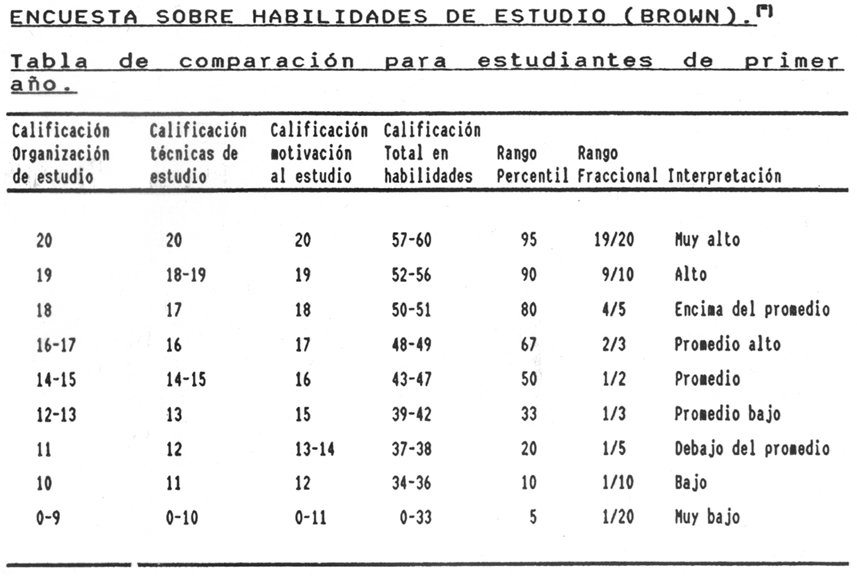 ENCUESTA SOBRE HABILIDADES DE ESTUDIO (BROWN).(*)
Tabla de comparación para estudiantes de primer
año.
Calificación Calificación Calificación Calificación
Organización técnicas de motivación Total en Rango Rango
de estudio estudio al estudio habilidades Percentil Fraccional Interpretación
20 20 20 57-60 95 19/20 Muy alto
19 18-19 19 52-56 90 9/10 Alto
18 17 18 50-51 80 4/5 Encima del promedio
16-17 16 17 48-49 67 2/3 Promedio alto
14-15 14-15 16 43-47 50 1/2 Promedio
12-13 13 15 39-42 33 1/3 Promedio bajo
11 12 13-14 37-38 20 1/5 Debajo del promedio
10 11 12 34-36 10 1/10 Bajo
0-9 0-10 0-11 0-33 5 1/20 Muy bajo